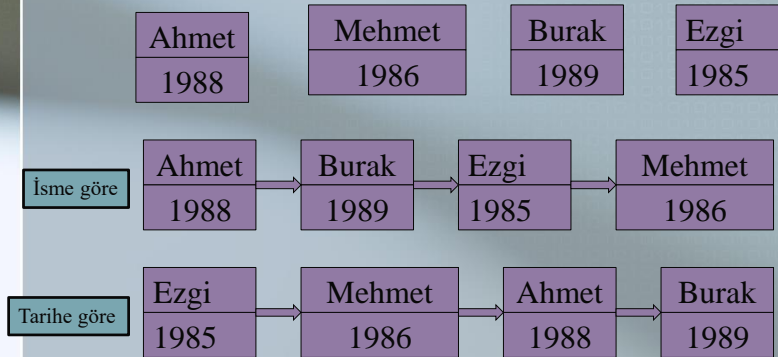 Ahmet Mehmet Burak Ezgi
1988 1986 1989 1985
Ahmet Burak Ezgi Mehmet
İsme göre
1988 1989 1985 1986
Ezgi Mehmet Ahmet Burak
Tarihe göre
1985 1986 1988 1989